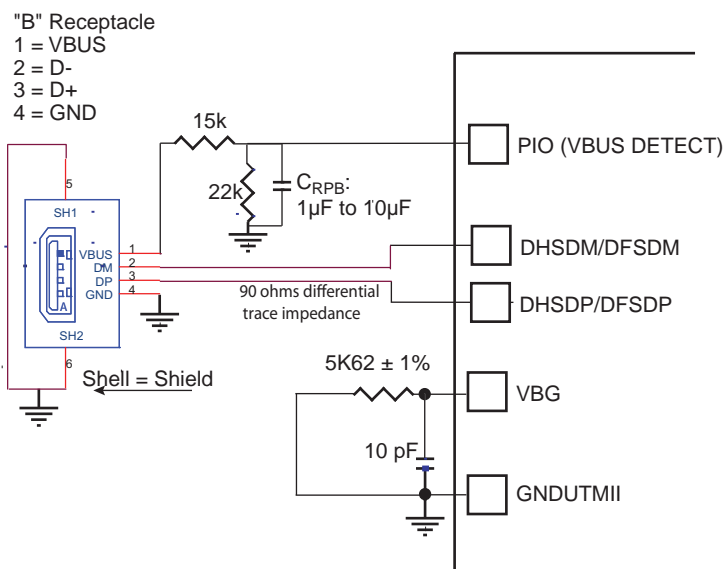 "B" Receptacle
1 = VBUS
2 = D-
3 = D+
4 = GND
15k
PIO (VBUS DETECT)
22k
CRPB:
1µF to 10µF
5
SH1
VBUS
1
DM
2
DP
3
GND
4
A
SH2
6
DHSDM/DFSDM
90 ohms differential
trace impedance
DHSDP/DFSDP
Shell = Shield
5K62 ± 1%
VBG
10 pF
GNDUTMII